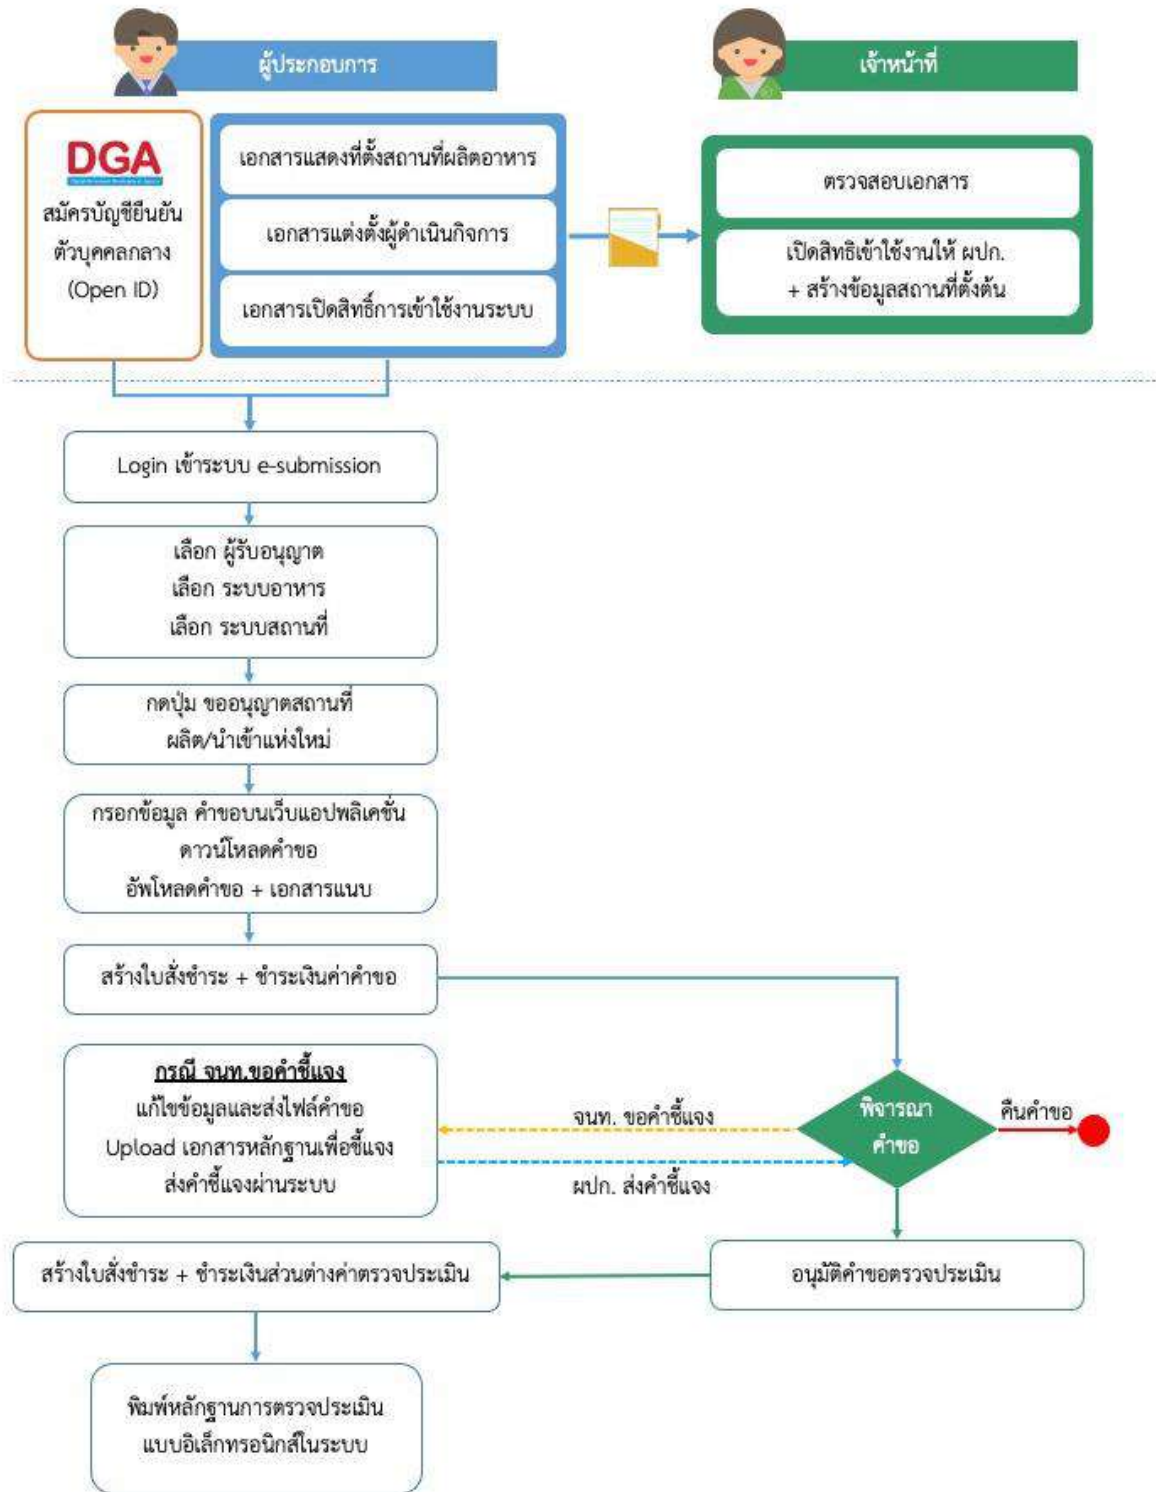 ผู้ประกอบการ
เจ้าหน้าที่
DGA
สมัครบัญชียืนยัน
ตัวบุคคลกลาง
(Open ID)
เอกสารแสดงที่ตั้งสถานที่ผลิตอาหาร
เอกสารแต่งตั้งผู้ดำเนินกิจการ
เอกสารเปิดสิทธิ์การเข้าใช้งานระบบ
ตรวจสอบเอกสาร
เปิดสิทธิเข้าใช้งานให้ ผปก.
+ สร้างข้อมูลสถานที่ตั้งต้น
Login เข้าระบบ e-submission
เลือก ผู้รับอนุญาต
เลือก ระบบอาหาร
เลือก ระบบสถานที่
กดปุ่ม ขออนุญาตสถานที่
ผลิต/นำเข้าแห่งใหม่
กรอกข้อมูล คำขอบนเว็บแอปพลิเคชั่น
ดาวน์โหลดคำขอ
อัพโหลดคำขอ + เอกสารแนบ
สร้างใบสั่งชำระ + ชำระเงินค่าคำขอ
กรณี จนท.ขอคำชี้แจง
แก้ไขข้อมูลและส่งไฟล์คำขอ
Upload เอกสารหลักฐานเพื่อชี้แจง
ส่งคำชี้แจงผ่านระบบ
จนท. ขอคำชี้แจง
ผปก. ส่งคำชี้แจง
พิจารณา
คำขอ
คืนคำขอ
สร้างใบสั่งชำระ + ชำระเงินส่วนต่างค่าตรวจประเมิน
อนุมัติคำขอตรวจประเมิน
พิมพ์หลักฐานการตรวจประเมิน
แบบอิเล็กทรอนิกส์ในระบบ